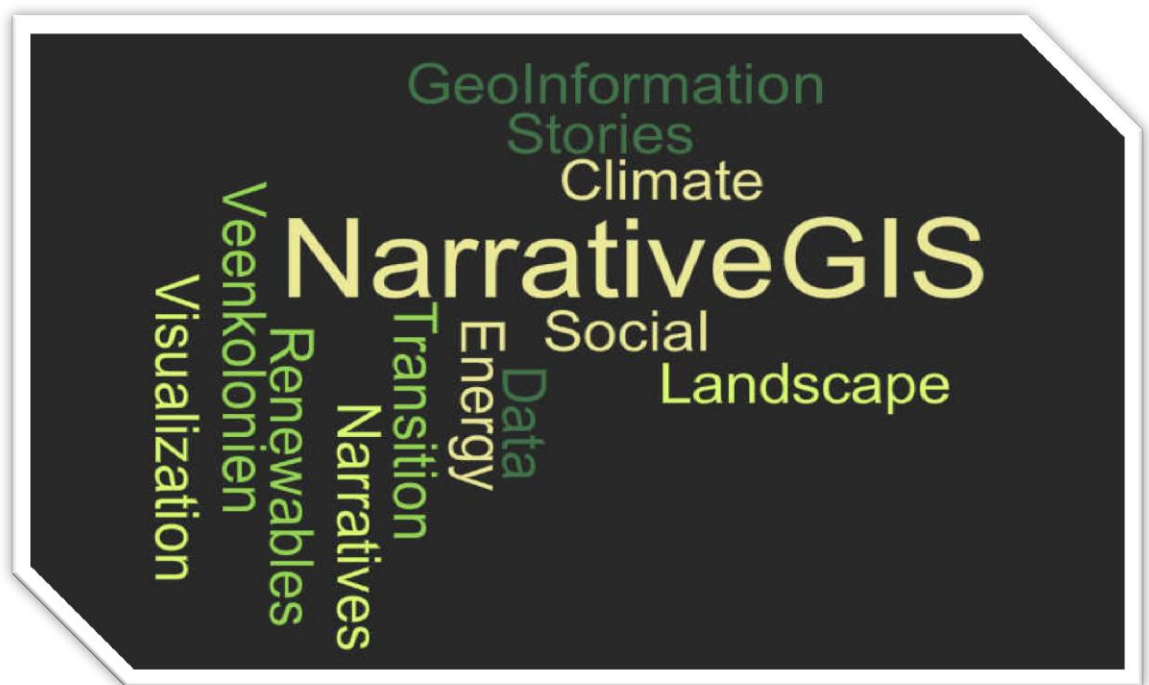 GeoInformation
Stories
Climate
NarrativeGIS
Social
Landscape
Visualization
Veenkolonien
Renewables
Narratives
Transition
Energy
Data